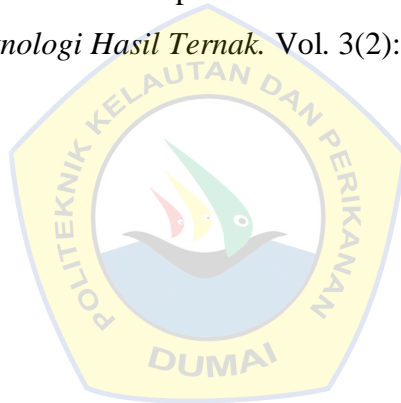 nologi Hasil Ternak. Vol. 3(2):
POLITEKNIK KELAUTAN DAN PERIKANAN
DUMAI